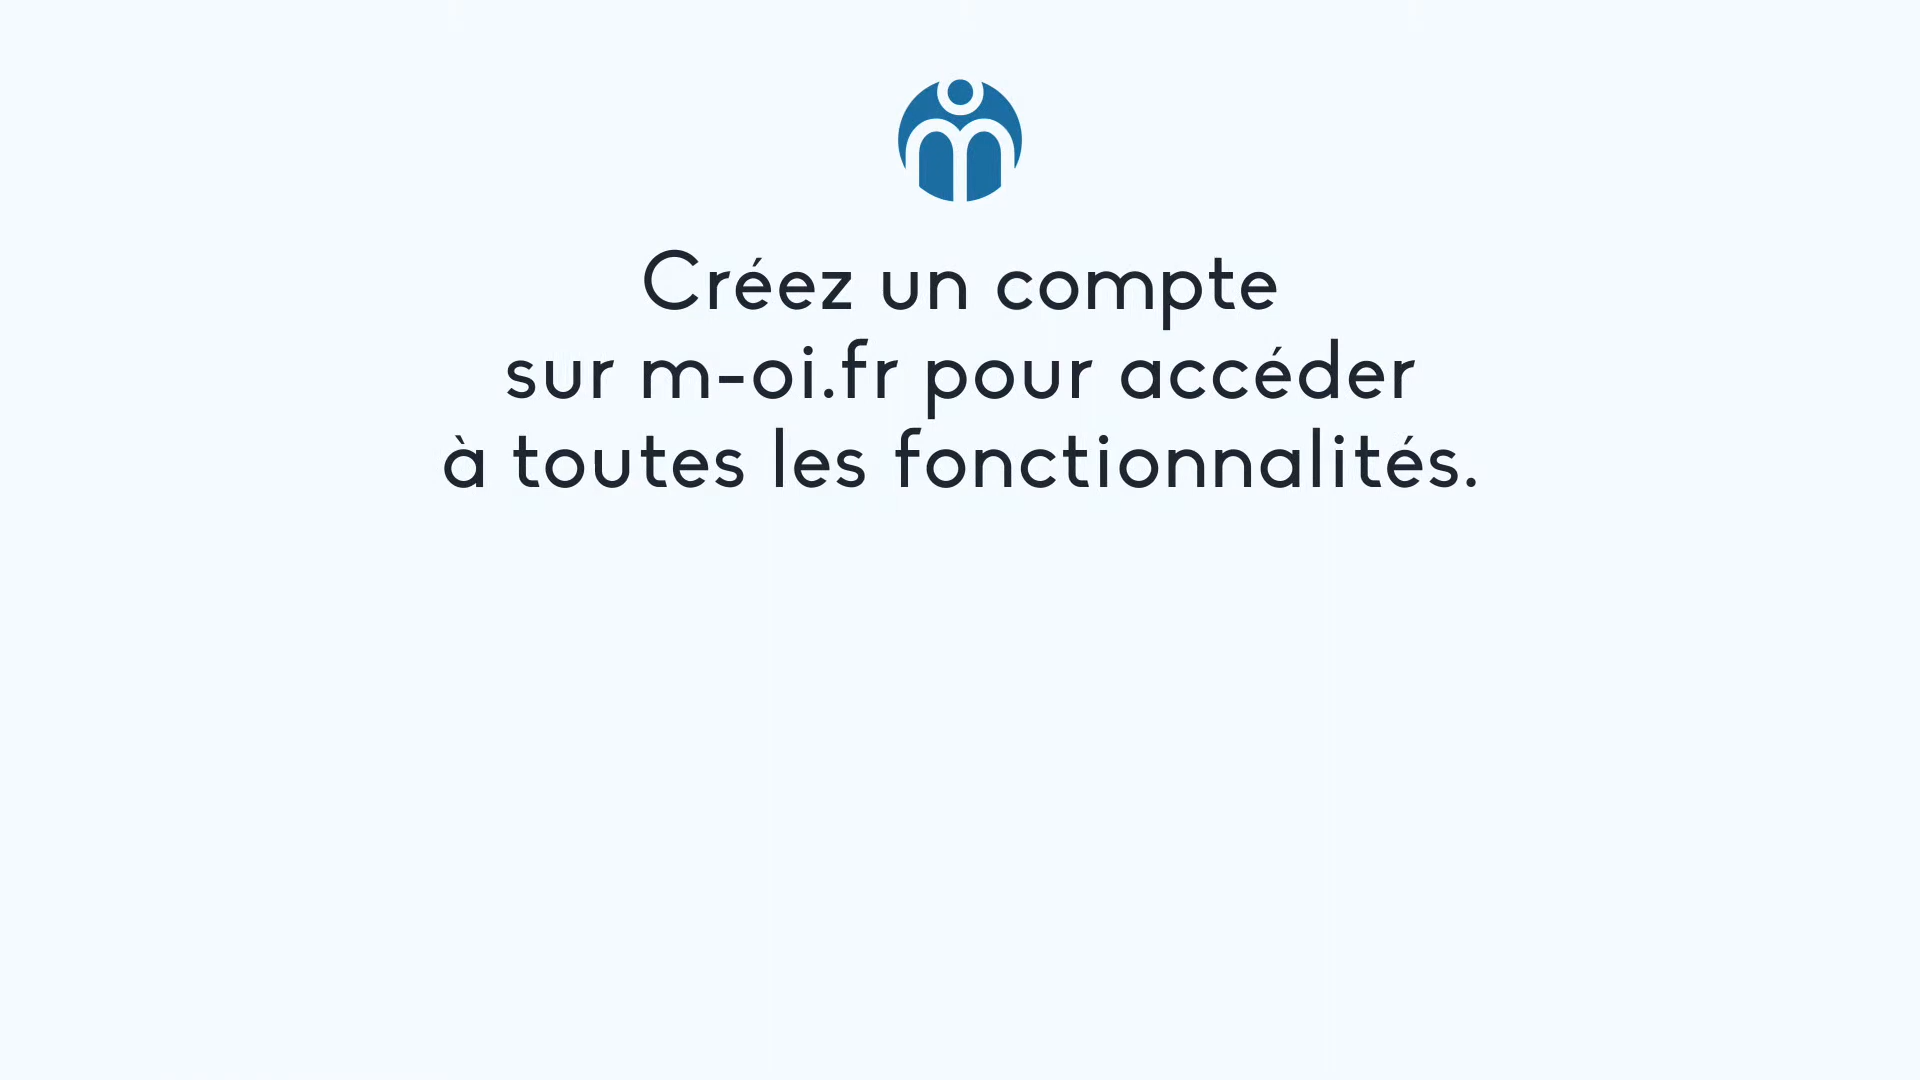 Créez un compte
sur m-oi.fr pour accéder
à toutes les fonctionnalités.